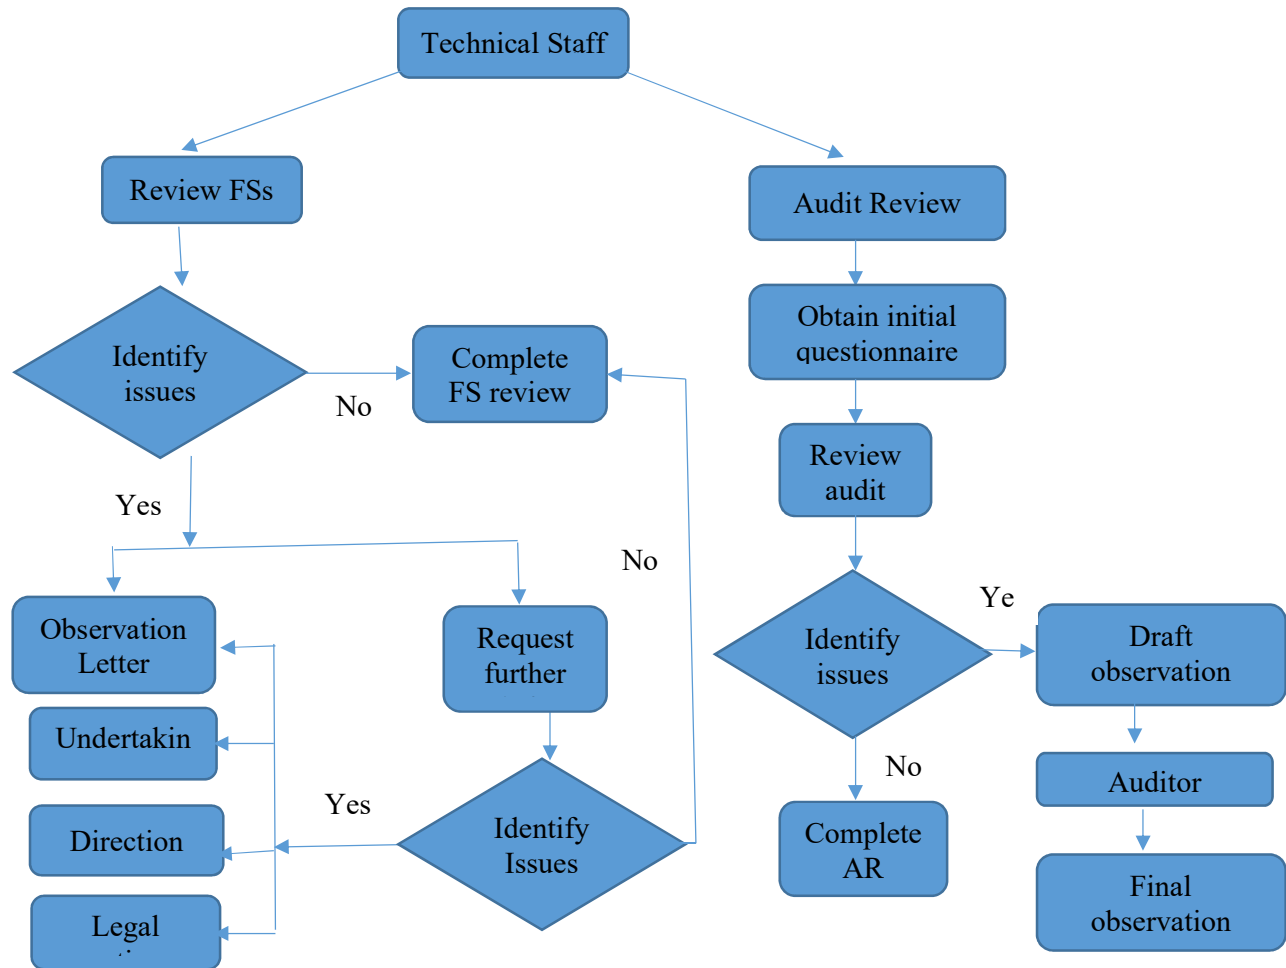 Technical Staff
Review FSs
Audit Review
Identify
issues
No
Complete
FS review
Obtain initial
questionnaire
Review
audit
Yes
No
Observation
Letter
Request
further
Identify
issues
Ye
Draft
observation
Undertakin
Direction
Legal
Yes
Identify
Issues
No
Complete
AR
Auditor
Final
observation